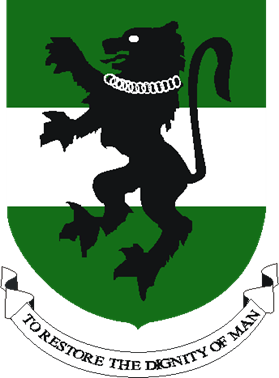 TO RESTORE THE DIGNITY OF MAN